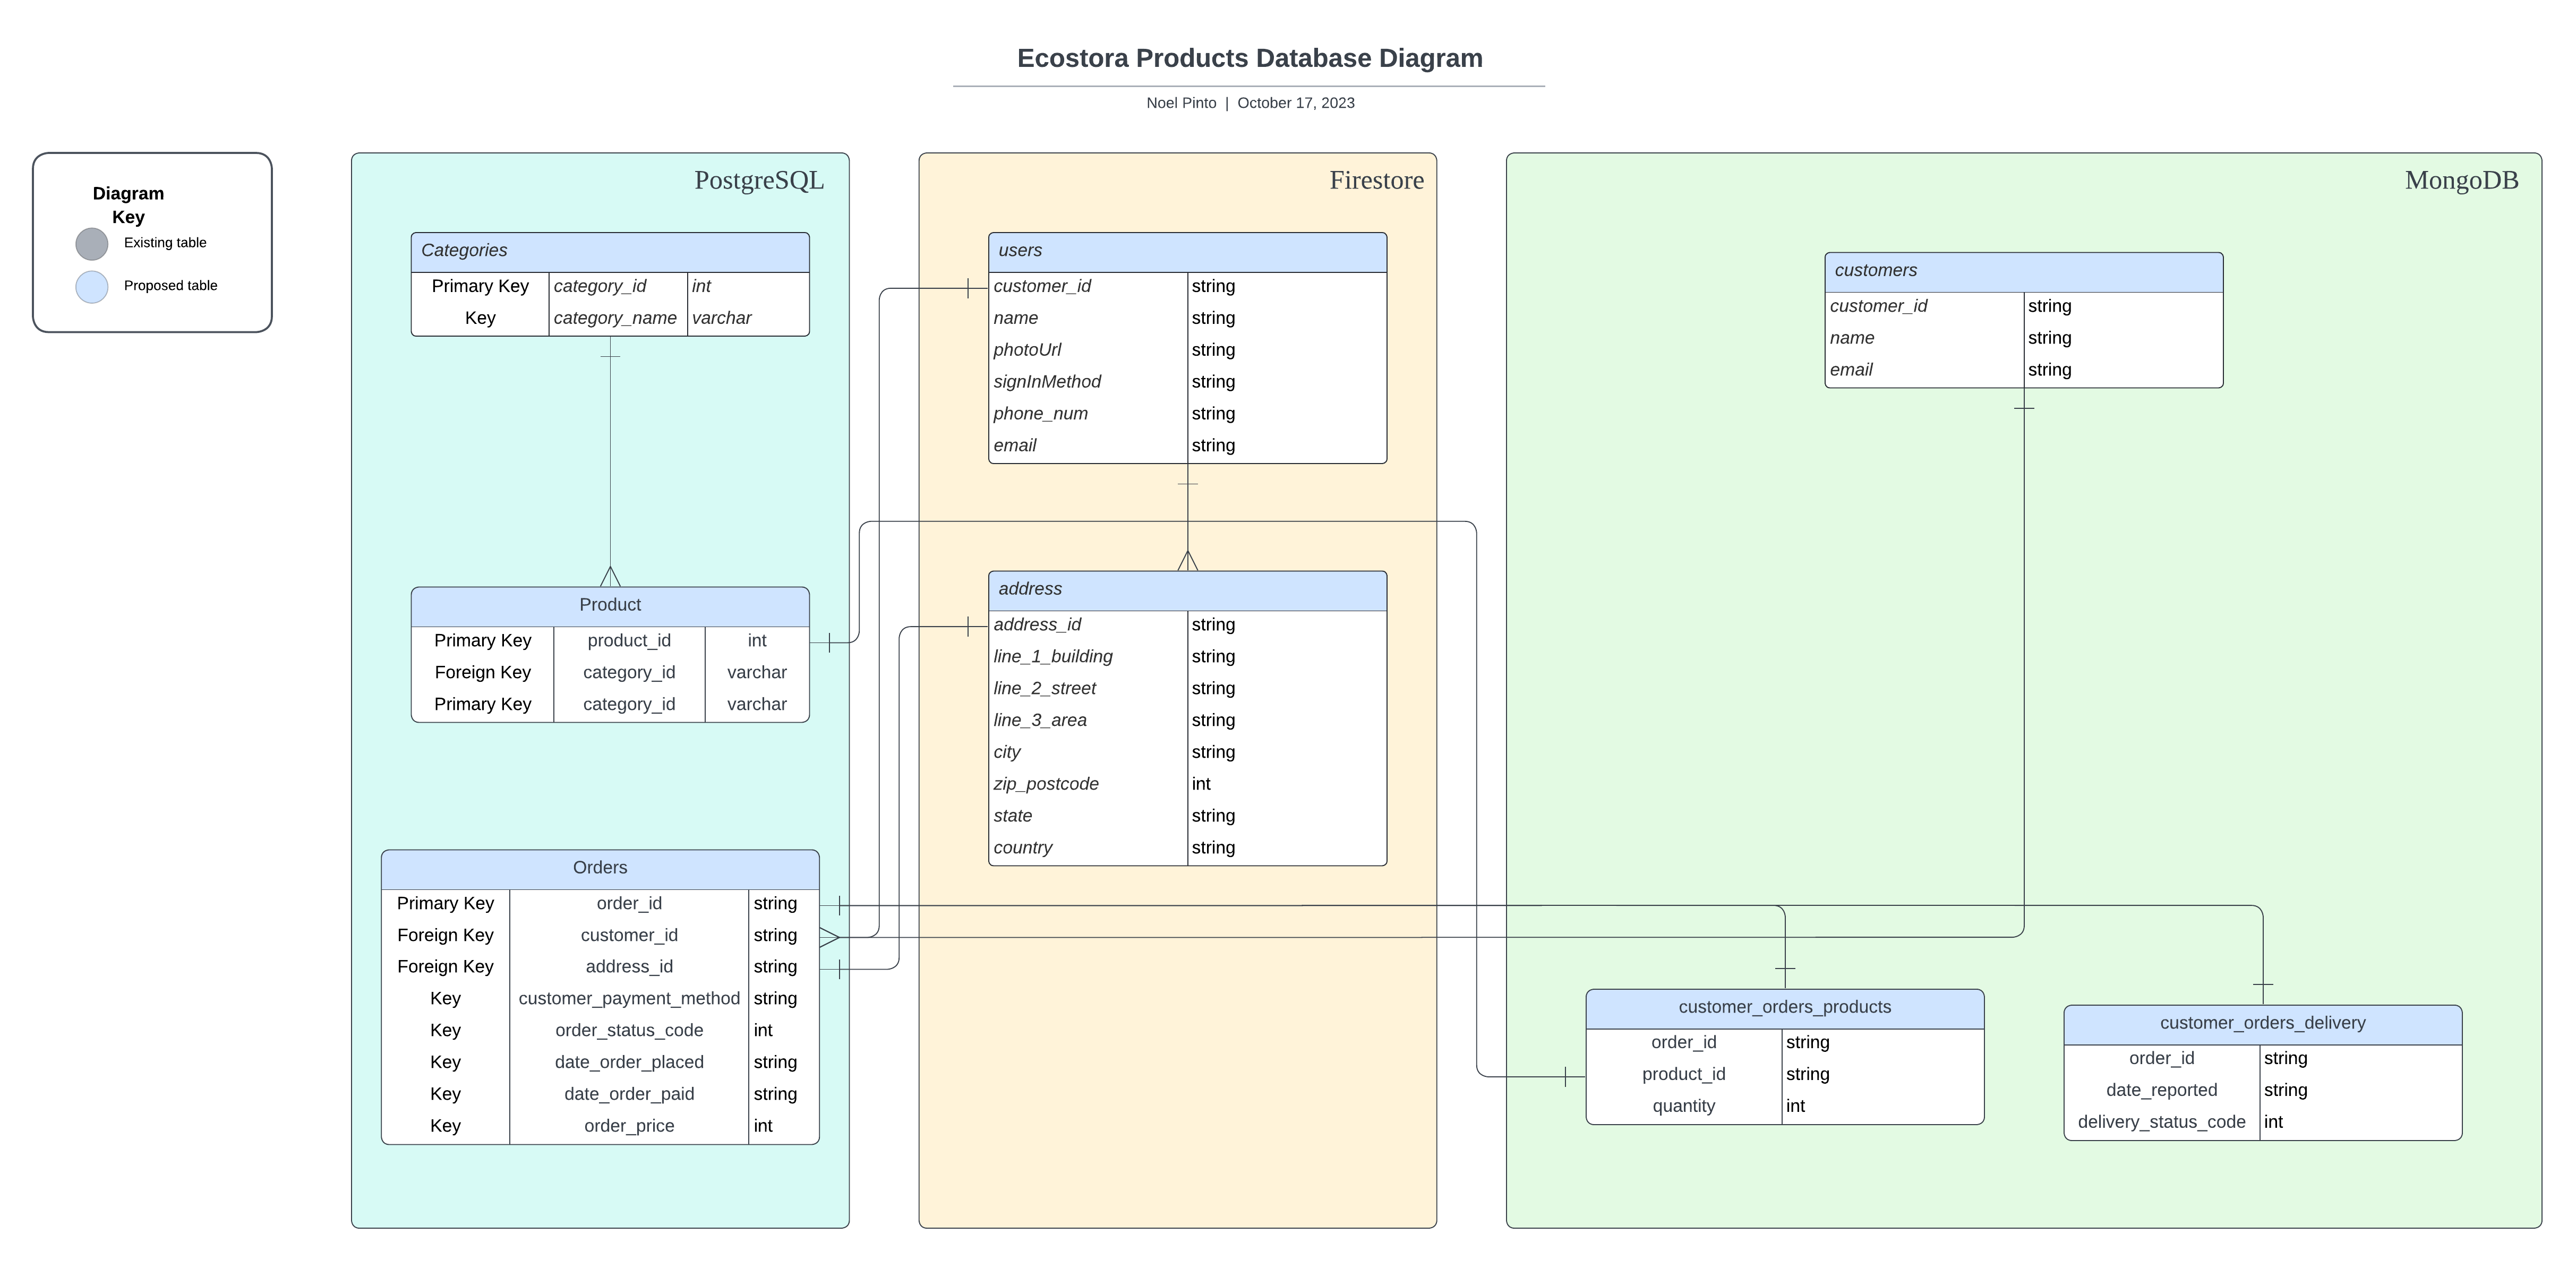 Ecostora Products Database Diagram
Noel Pinto | October 17, 2023
Diagram
Key
Existing table
Proposed table
PostgreSQL
Categories
Primary Key category_id int
Key category_name varchar
Product
Primary Key product_id int
Foreign Key category_id varchar
Primary Key category_id varchar
Orders
Primary Key order_id string
Foreign Key customer_id string
Foreign Key address_id string
Key customer_payment_method string
Key order_status_code int
Key date_order_placed string
Key date_order_paid string
Key order_price int
Firestore
users
customer_id string
name string
photoUrl string
signInMethod string
phone_num string
email string
address
address_id string
line_1_building string
line_2_street string
line_3_area string
city string
zip_postcode int
state string
country string
MongoDB
customers
customer_id string
name string
email string
customer_orders_products
order_id string
product_id string
quantity int
customer_orders_delivery
order_id string
date_reported string
delivery_status_code int